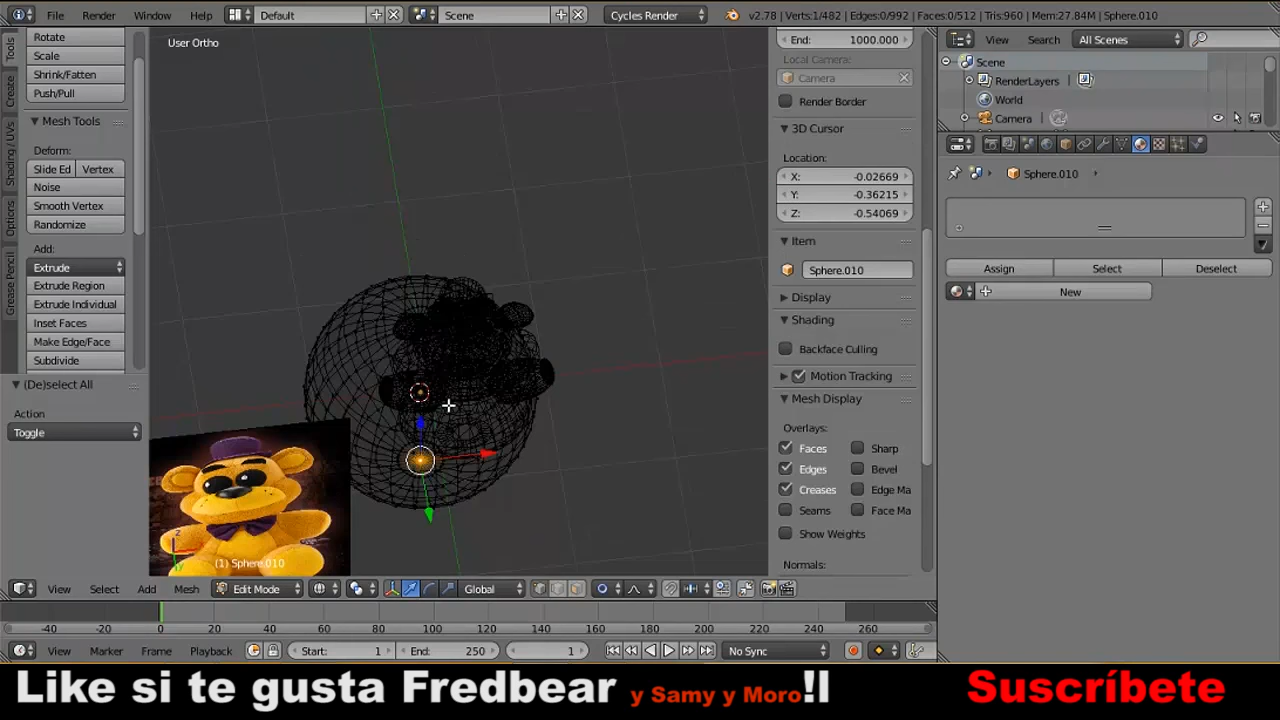 File Render Window Help Default Scene Cycles Render v2.78 | Verts:1/482 | Edges:0/992 | Faces:0/512 | Tris:960 | Mem:27.84M | Sphere.010
Tools
Create
Shading / UVs
Options
Grease Pencil
Rotate
Scale
Shrink/Fatten
Push/Pull
Mesh Tools
Deform:
Slide Ed Vertex
Noise
Smooth Vertex
Randomize
Add:
Extrude
Extrude Region
Extrude Individual
Inset Faces
Make Edge/Face
Subdivide
(De)select All
Action
Toggle
User Ortho
(1) Sphere.010
End: 1000.000
Local Camera:
Camera
Render Border
3D Cursor
Location:
X: -0.02669
Y: -0.36215
Z: -0.54069
Item
Sphere.010
Display
Shading
Backface Culling
Motion Tracking
Mesh Display
Overlays:
Faces Sharp
Edges Bevel
Creases Edge Ma
Seams Face Ma
Show Weights
Normals:
View Search All Scenes
Scene
RenderLayers
World
Camera
Sphere.010
Assign Select Deselect
New
View Select Add Mesh Edit Mode Global
-40 -20 0 20 40 60 80 100 120 140 160 180 200 220 240 260
View Marker Frame Playback Start: 1 End: 250 1 No Sync
Like si te gusta Fredbear y Samy y Moro!l Suscríbete